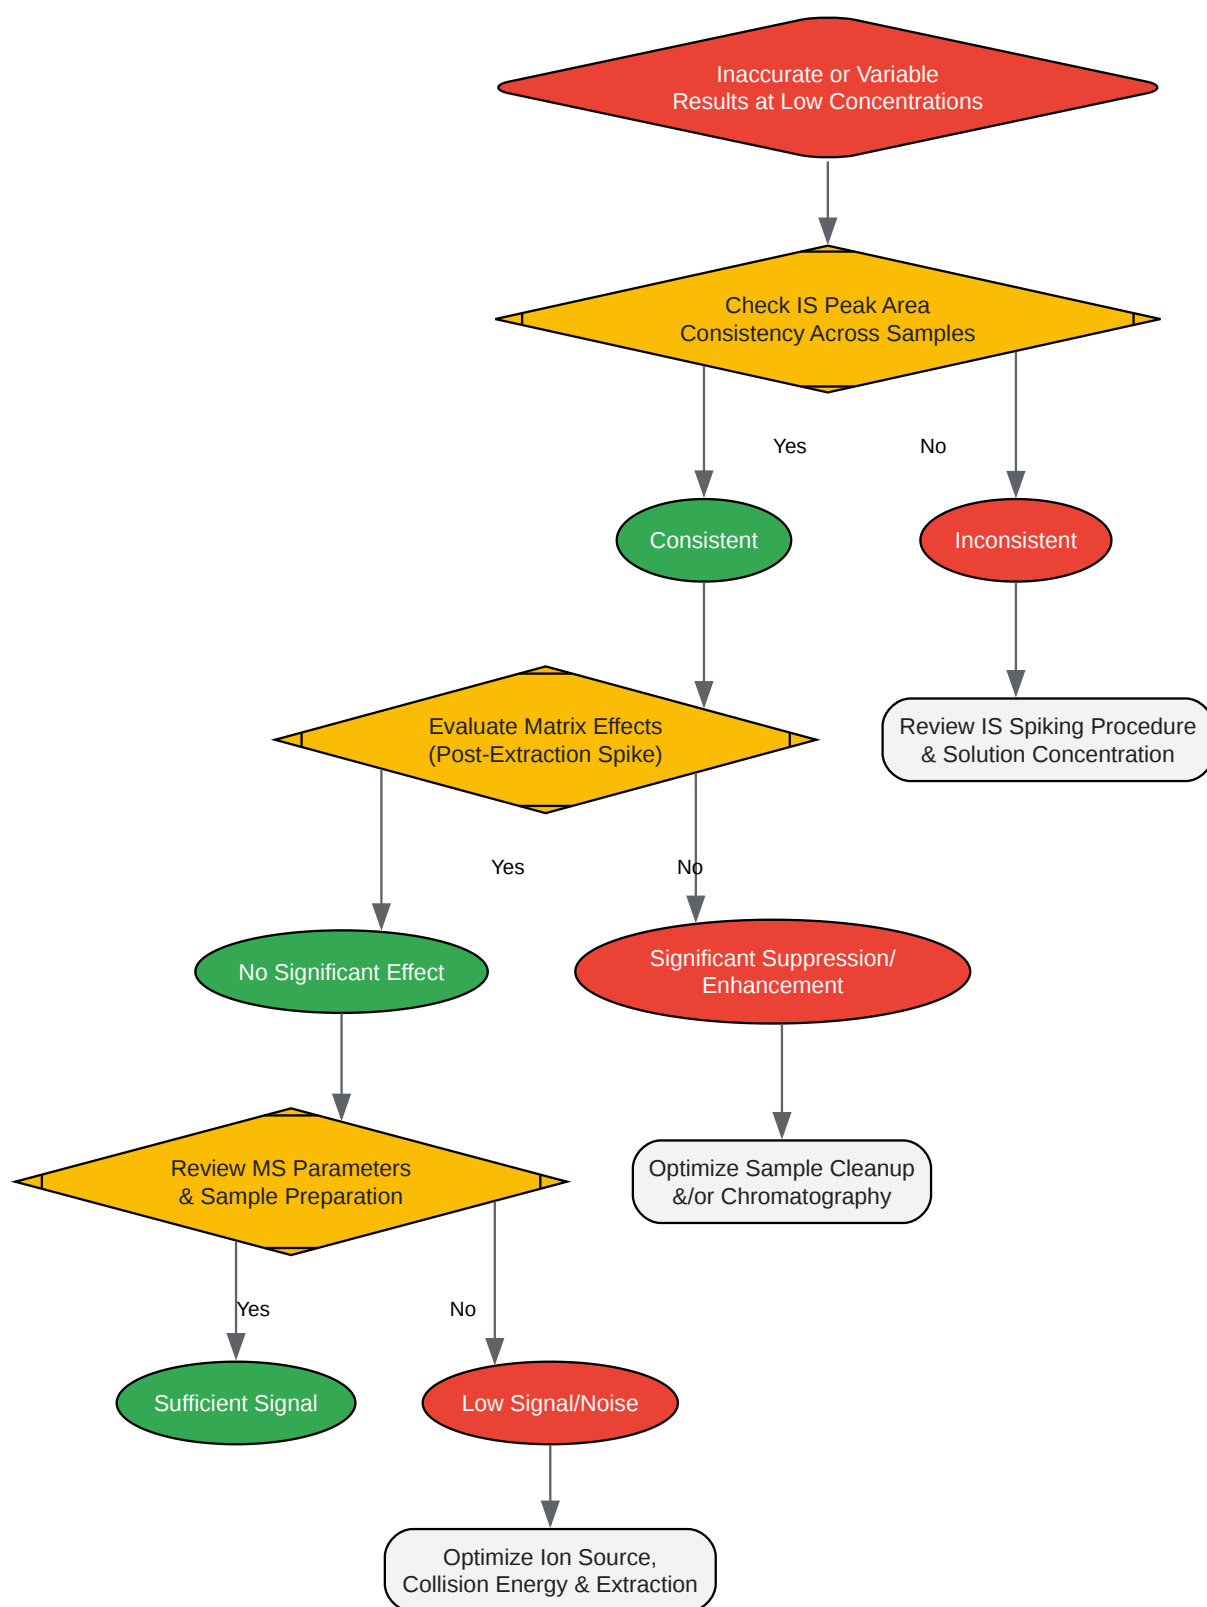 Inaccurate or Variable
Results at Low Concentrations
Check IS Peak Area
Consistency Across Samples
Yes
No
Consistent
Inconsistent
Evaluate Matrix Effects
(Post-Extraction Spike)
Review IS Spiking Procedure
& Solution Concentration
Yes
No
No Significant Effect
Significant Suppression/
Enhancement
Review MS Parameters
& Sample Preparation
Optimize Sample Cleanup
&/or Chromatography
Yes
No
Sufficient Signal
Low Signal/Noise
Optimize Ion Source,
Collision Energy & Extraction